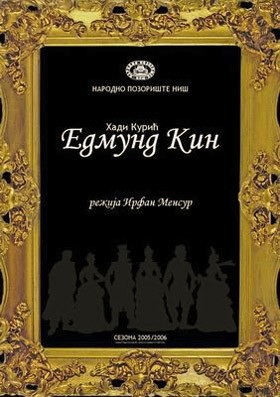 НАРОДНО ПОЗОРИШТЕ НИШ
Хади Курић
Едмунд Кин
режија Ирфан Менсур
СЕЗОНА 2005/2006